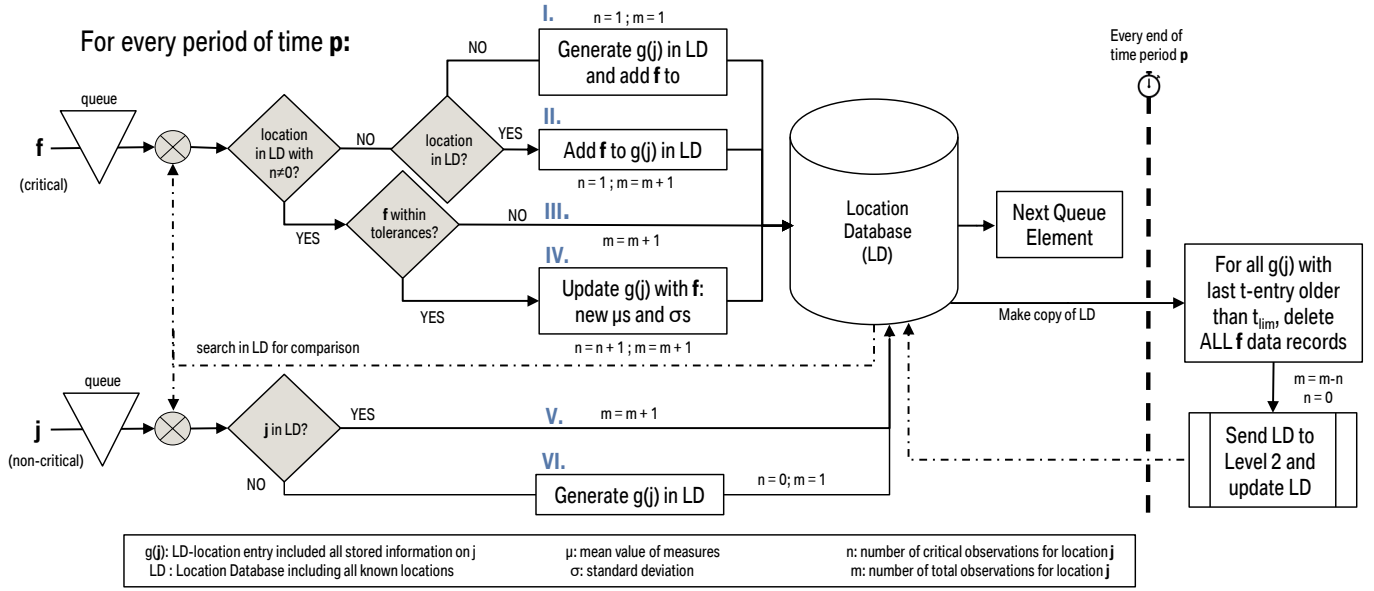 For every period of time p:
I.
n = 1 ; m = 1
Generate g(j) in LD
and add f to
NO
queue
f
(critical)
location
in LD with
n≠0?
NO
location
in LD?
YES
II.
Add f to g(j) in LD
n = 1 ; m = m + 1
YES
f within
tolerances?
NO
III.
m = m + 1
IV.
Update g(j) with f:
new µs and σs
n = n + 1 ; m = m + 1
YES
Location
Database
(LD)
Next Queue
Element
Every end of
time period p
Make copy of LD
For all g(j) with
last t-entry older
than tlim, delete
ALL f data records
m = m-n
n = 0
Send LD to
Level 2 and
update LD
search in LD for comparison
queue
j
(non-critical)
j in LD?
YES
V.
m = m + 1
NO
VI.
Generate g(j) in LD
n = 0; m = 1
g(j): LD-location entry included all stored information on j
µ: mean value of measures
n: number of critical observations for location j
LD : Location Database including all known locations
σ: standard deviation
m: number of total observations for location j